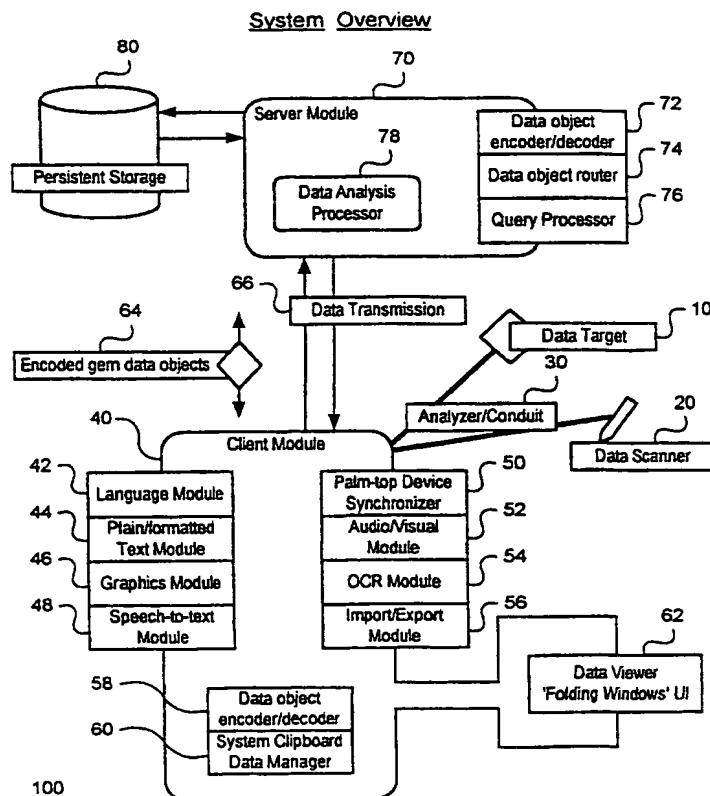 System Overview
80
70
Server Module
72
Data object
encoder/decoder
74
Data object router
76
Query Processor
78
Data Analysis
Processor
Persistent Storage
66
Data Transmission
64
Encoded gem data objects
10
Data Target
30
Analyzer/Conduit
20
Data Scanner
40
Client Module
42
Language Module
44
Plain/formatted
Text Module
46
Graphics Module
48
Speech-to-text
Module
50
Palm-top Device
Synchronizer
52
Audio/Visual
Module
54
OCR Module
56
Import/Export
Module
62
Data Viewer
'Folding Windows' UI
58
Data object
encoder/decoder
60
System Clipboard
Data Manager
100